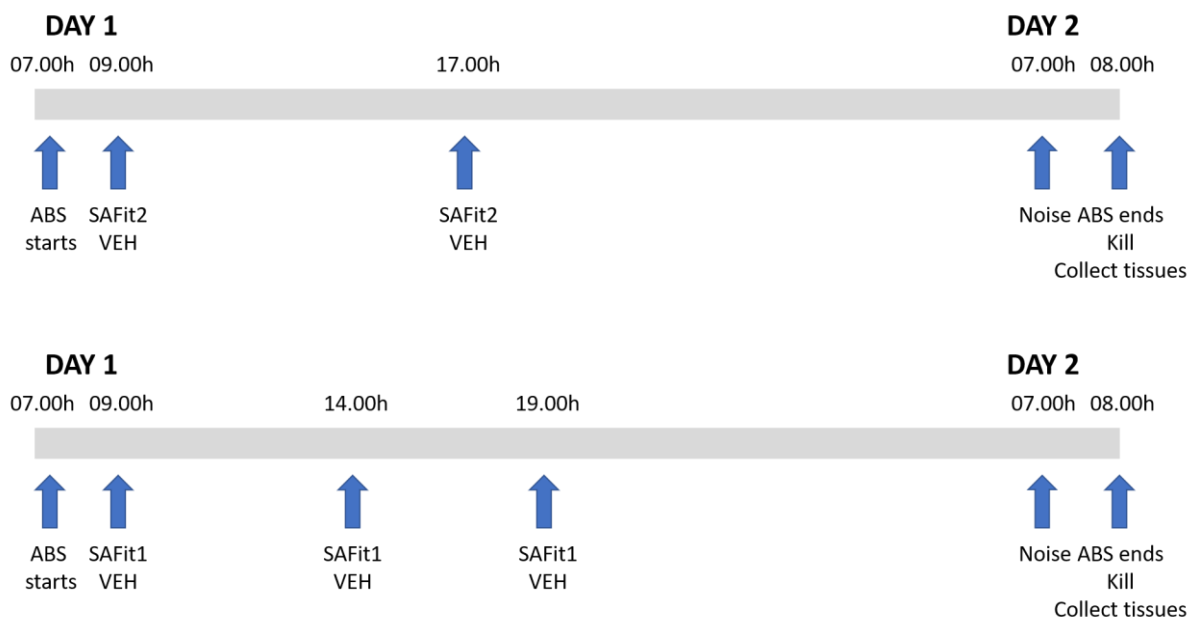 DAY 1 DAY 2
07.00h 09.00h 17.00h 07.00h 08.00h
ABS SAFit2 SAFit2 Noise ABS ends
starts VEH VEH Kill
Collect tissues
DAY 1 DAY 2
07.00h 09.00h 14.00h 19.00h 07.00h 08.00h
ABS SAFit1 SAFit1 SAFit1 Noise ABS ends
starts VEH VEH VEH Kill
Collect tissues